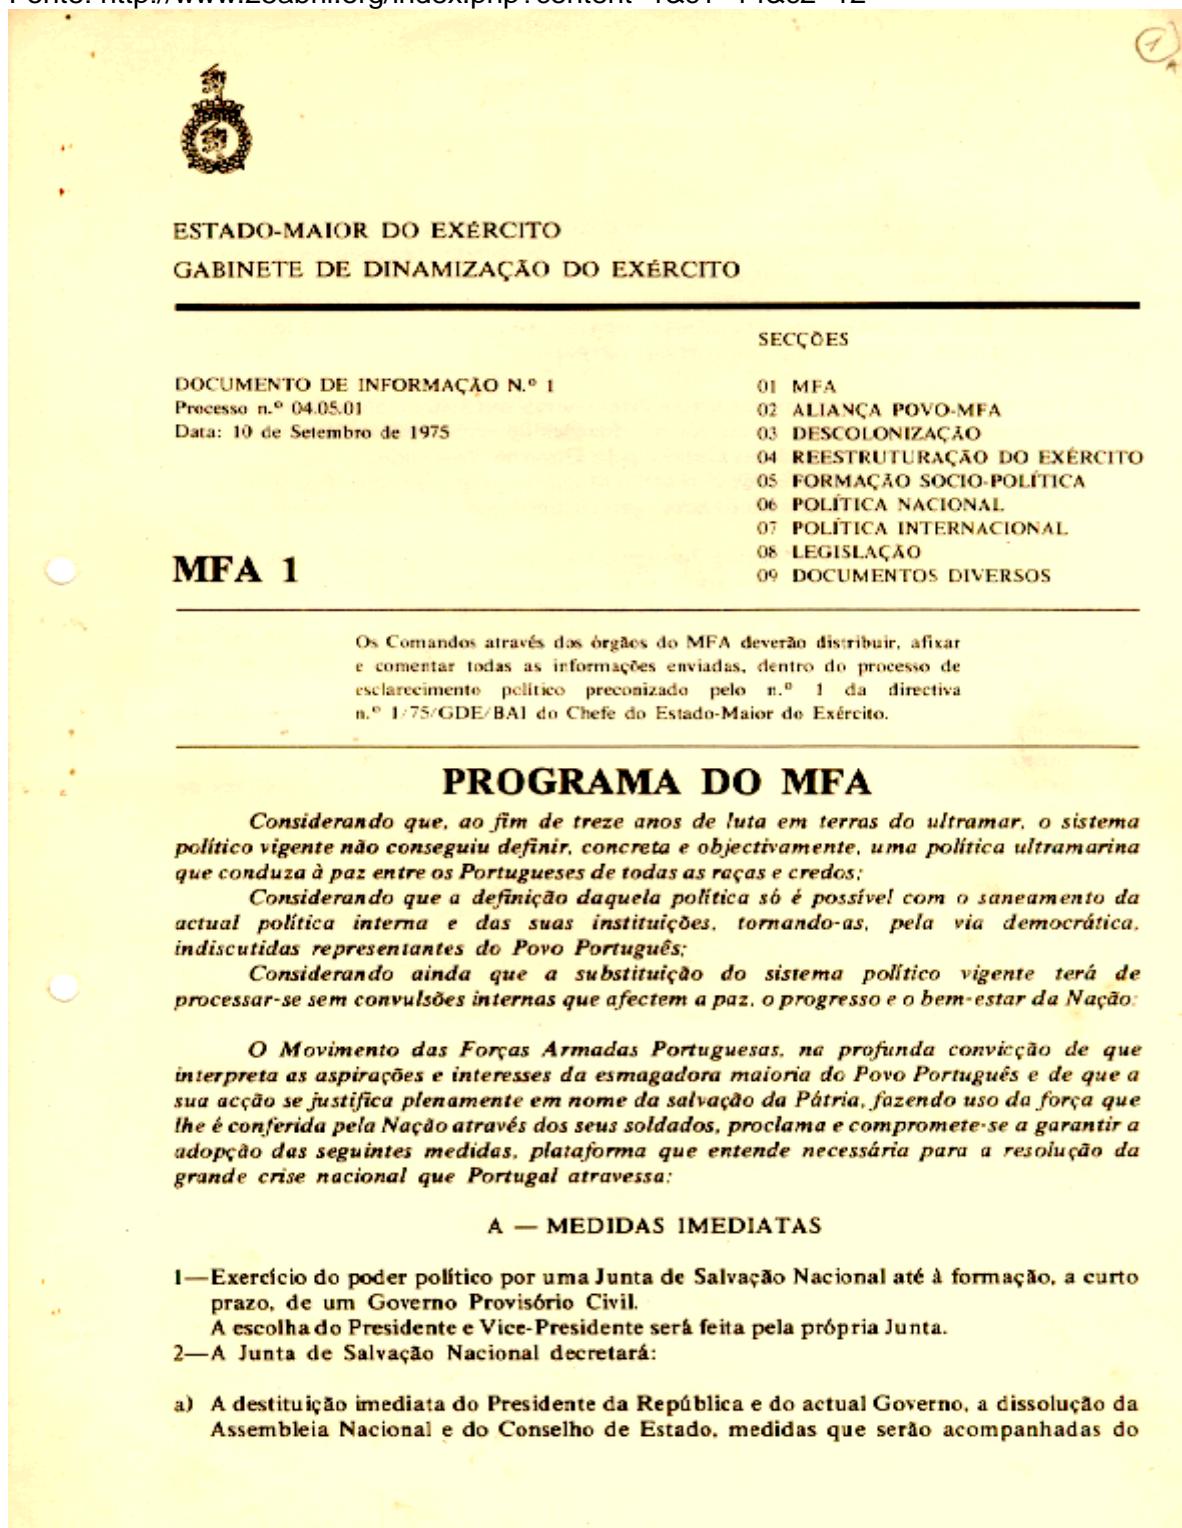 1
ESTADO-MAIOR DO EXÉRCITO
GABINETE DE DINAMIZAÇÃO DO EXÉRCITO
SECÇÕES
DOCUMENTO DE INFORMAÇÃO N.º 1
Processo n.º 04.05.01
Data: 10 de Setembro de 1975
01 MFA
02 ALIANÇA POVO-MFA
03 DESCOLONIZAÇÃO
04 REESTRUTURAÇÃO DO EXÉRCITO
05 FORMAÇÃO SOCIO-POLÍTICA
06 POLÍTICA NACIONAL
07 POLÍTICA INTERNACIONAL
08 LEGISLAÇÃO
09 DOCUMENTOS DIVERSOS
MFA 1
Os Comandos através dos órgãos do MFA deverão distribuir, afixar
e comentar todas as informações enviadas, dentro do processo de
esclarecimento político preconizado pelo n.º 1 da directiva
n.º 1/75/GDE/BAI do Chefe do Estado-Maior do Exército.
PROGRAMA DO MFA
Considerando que, ao fim de treze anos de luta em terras do ultramar, o sistema
político vigente não conseguiu definir, concreta e objectivamente, uma política ultramarina
que conduza à paz entre os Portugueses de todas as raças e credos;
Considerando que a definição daquela política só é possível com o saneamento da
actual política interna e das suas instituições, tornando-as, pela via democrática,
indiscutidas representantes do Povo Português;
Considerando ainda que a substituição do sistema político vigente terá de
processar-se sem convulsões internas que afectem a paz, o progresso e o bem-estar da Nação:
O Movimento das Forças Armadas Portuguesas, na profunda convicção de que
interpreta as aspirações e interesses da esmagadora maioria do Povo Português e de que a
sua acção se justifica plenamente em nome da salvação da Pátria, fazendo uso da força que
lhe é conferida pela Nação através dos seus soldados, proclama e compromete-se a garantir a
adopção das seguintes medidas, plataforma que entende necessária para a resolução da
grande crise nacional que Portugal atravessa:
A — MEDIDAS IMEDIATAS
1—Exercício do poder político por uma Junta de Salvação Nacional até à formação, a curto
prazo, de um Governo Provisório Civil.
A escolha do Presidente e Vice-Presidente será feita pela própria Junta.
2—A Junta de Salvação Nacional decretará:
a) A destituição imediata do Presidente da República e do actual Governo, a dissolução da
Assembleia Nacional e do Conselho de Estado, medidas que serão acompanhadas do